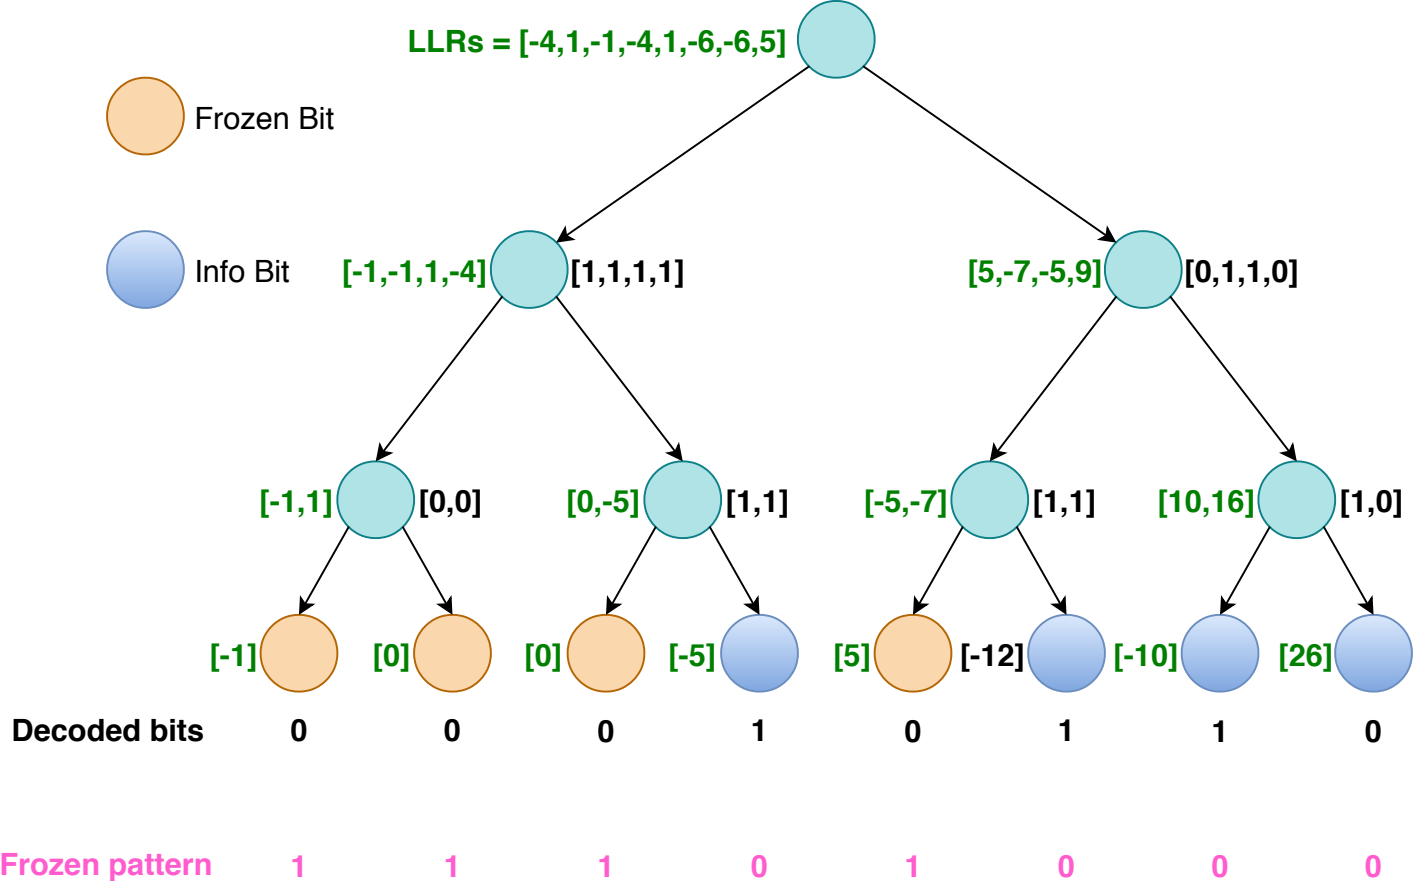 LLRs = [-4,1,-1,-4,1,-6,-6,5]
Frozen Bit
Info Bit
[-1,-1,1,-4] [1,1,1,1] [5,-7,-5,9] [0,1,1,0]
[-1,1] [0,0] [0,-5] [1,1] [-5,-7] [1,1] [10,16] [1,0]
[-1] [0] [0] [-5] [5] [-12] [-10] [26]
Decoded bits 0 0 0 1 0 1 1 0
Frozen pattern 1 1 1 0 1 0 0 0